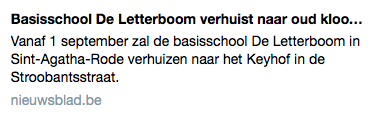 Basisschool De Letterboom verhuist naar oud kloo...
Vanaf 1 september zal de basisschool De Letterboom in
Sint-Agatha-Rode verhuizen naar het Keyhof in de
Stroobantsstraat.
nieuwsblad.be